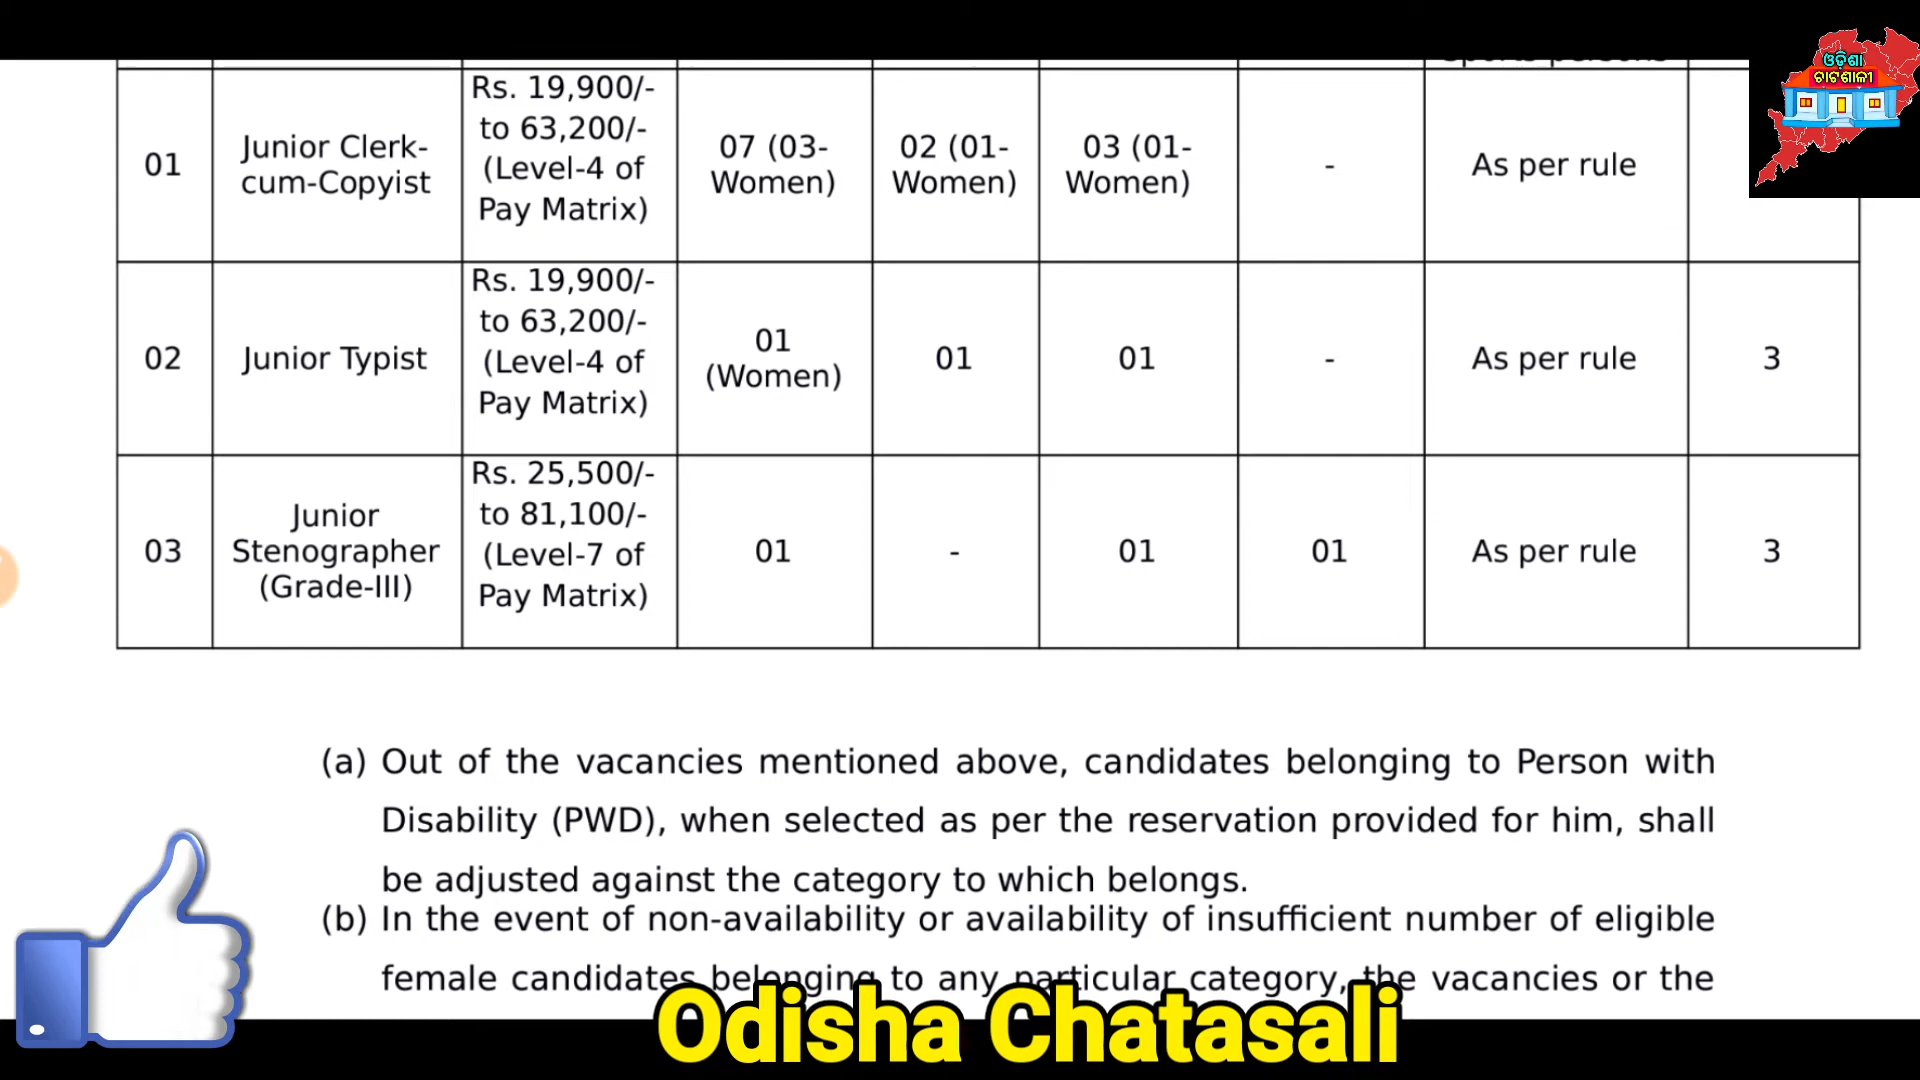 ଓଡ଼ିଶା
ଚାଟଶାଳୀ
01
Junior Clerk-
cum-Copyist
Rs. 19,900/-
to 63,200/-
(Level-4 of
Pay Matrix)
07 (03-
Women)
02 (01-
Women)
03 (01-
Women)
-
As per rule
02
Junior Typist
Rs. 19,900/-
to 63,200/-
(Level-4 of
Pay Matrix)
01
(Women)
01
01
-
As per rule
3
03
Junior
Stenographer
(Grade-III)
Rs. 25,500/-
to 81,100/-
(Level-7 of
Pay Matrix)
01
-
01
01
As per rule
3
(a) Out of the vacancies mentioned above, candidates belonging to Person with
Disability (PWD), when selected as per the reservation provided for him, shall
be adjusted against the category to which belongs.
(b) In the event of non-availability or availability of insufficient number of eligible
female candidates belonging to any particular category, the vacancies or the
Odisha Chatasali